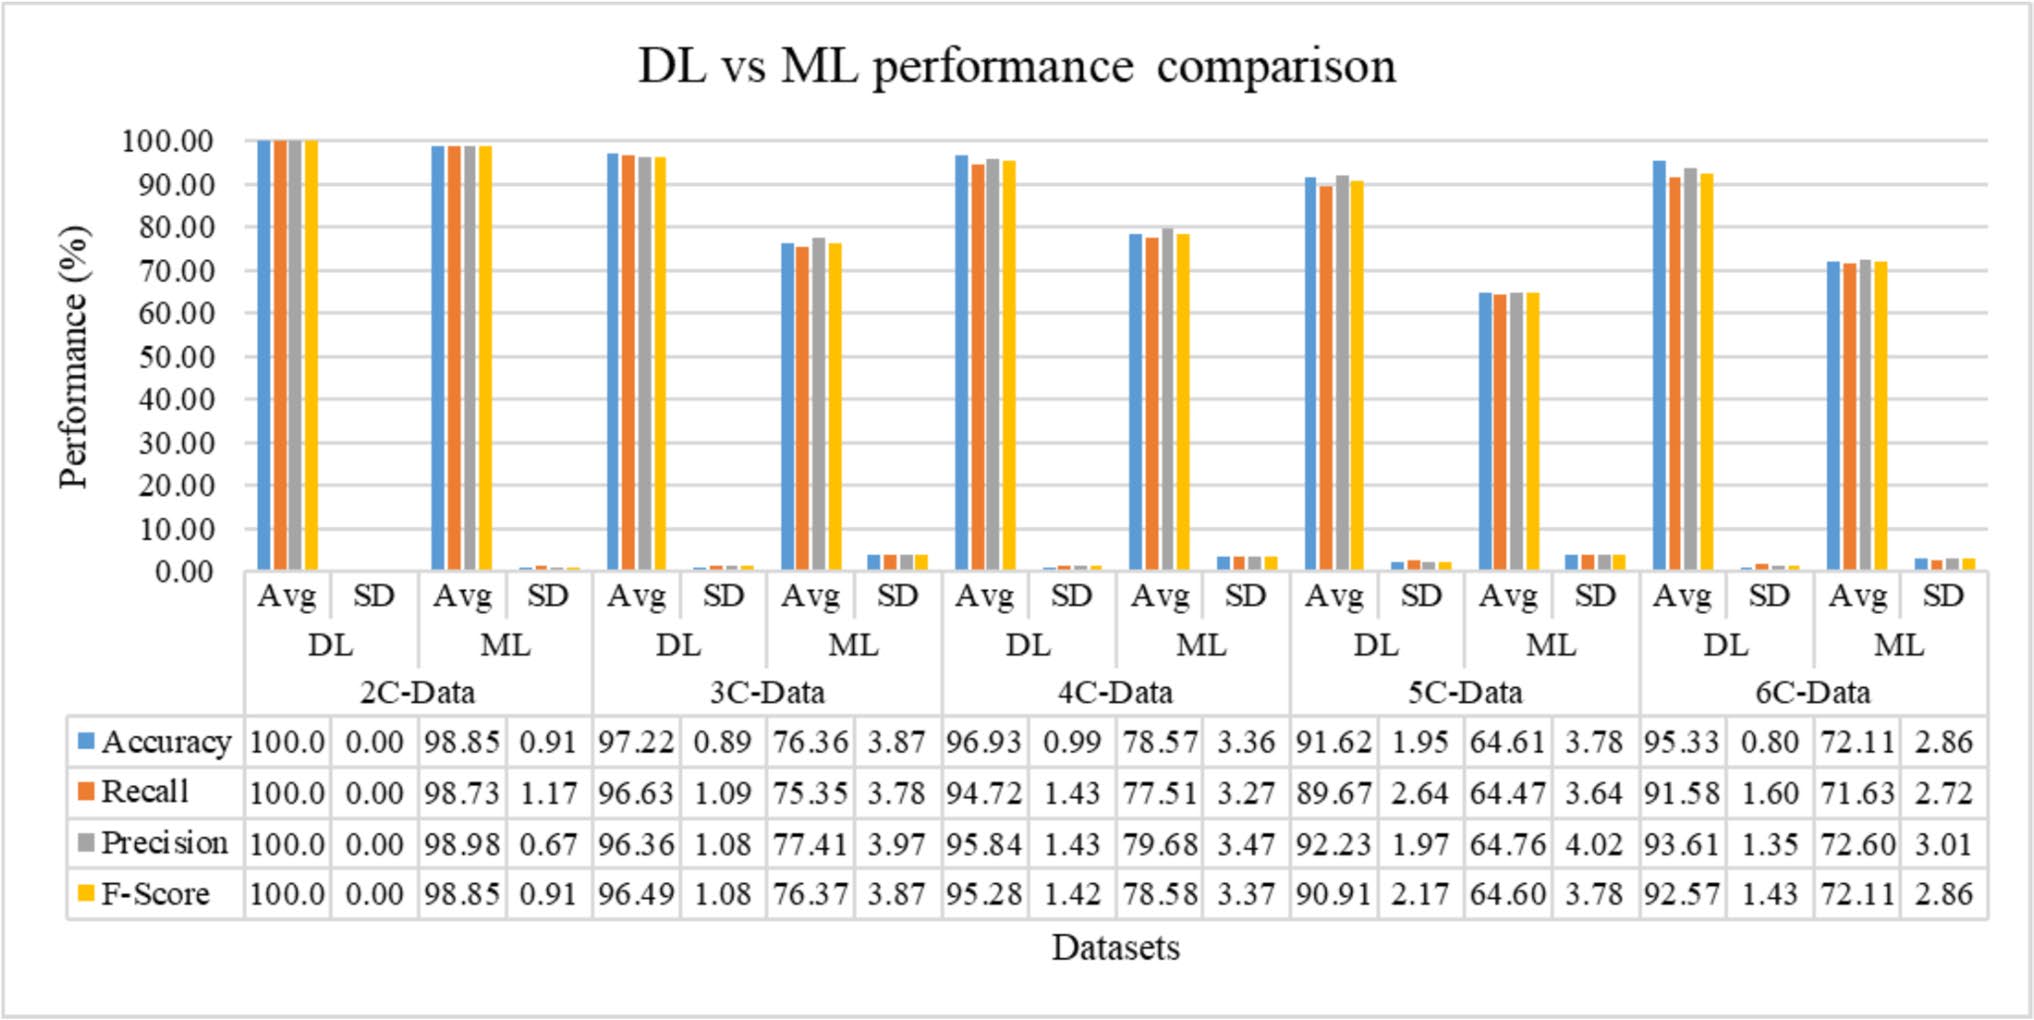 DL vs ML performance comparison
Performance (%)
100.00
90.00
80.00
70.00
60.00
50.00
40.00
30.00
20.00
10.00
0.00
Avg SD Avg SD Avg SD Avg SD Avg SD Avg SD Avg SD Avg SD Avg SD Avg SD
DL ML DL ML DL ML DL ML DL ML
2C-Data 3C-Data 4C-Data 5C-Data 6C-Data
Accuracy 100.0 0.00 98.85 0.91 97.22 0.89 76.36 3.87 96.93 0.99 78.57 3.36 91.62 1.95 64.61 3.78 95.33 0.80 72.11 2.86
Recall 100.0 0.00 98.73 1.17 96.63 1.09 75.35 3.78 94.72 1.43 77.51 3.27 89.67 2.64 64.47 3.64 91.58 1.60 71.63 2.72
Precision 100.0 0.00 98.98 0.67 96.36 1.08 77.41 3.97 95.84 1.43 79.68 3.47 92.23 1.97 64.76 4.02 93.61 1.35 72.60 3.01
F-Score 100.0 0.00 98.85 0.91 96.49 1.08 76.37 3.87 95.28 1.42 78.58 3.37 90.91 2.17 64.60 3.78 92.57 1.43 72.11 2.86
Datasets